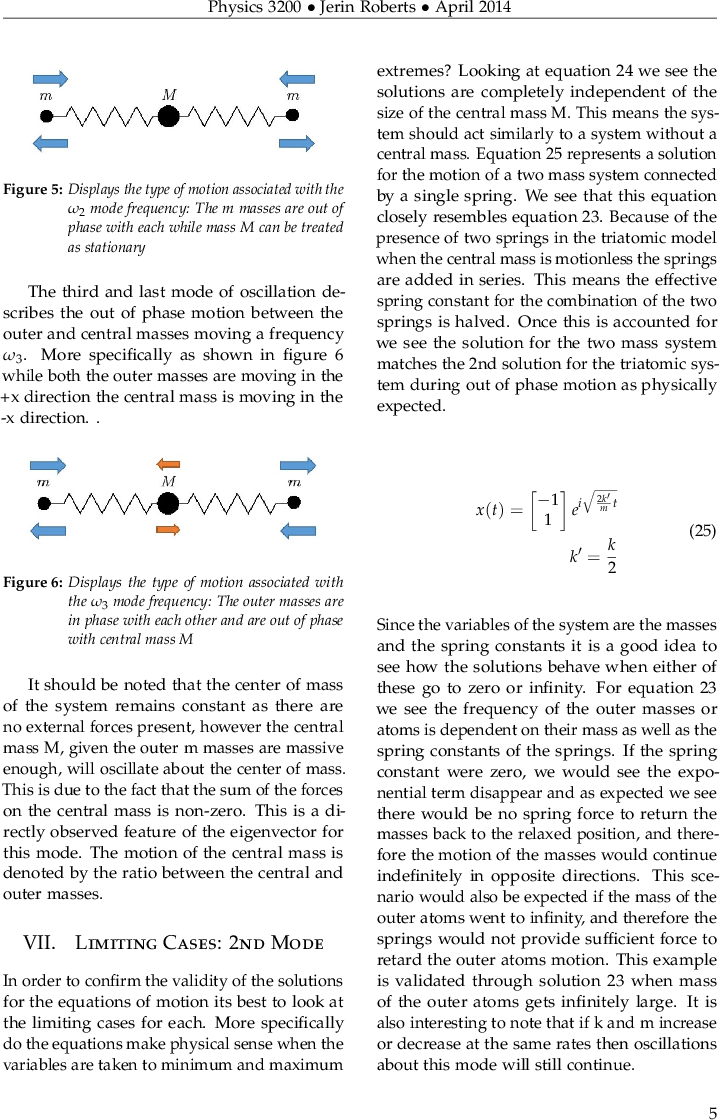 Physics 3200 • Jerin Roberts • April 2014
m M m
Figure 5: Displays the type of motion associated with the
ω2 mode frequency: The m masses are out of
phase with each while mass M can be treated
as stationary
The third and last mode of oscillation de-
scribes the out of phase motion between the
outer and central masses moving a frequency
ω3. More specifically as shown in figure 6
while both the outer masses are moving in the
+x direction the central mass is moving in the
-x direction. .
m M m
Figure 6: Displays the type of motion associated with
the ω3 mode frequency: The outer masses are
in phase with each other and are out of phase
with central mass M
It should be noted that the center of mass
of the system remains constant as there are
no external forces present, however the central
mass M, given the outer m masses are massive
enough, will oscillate about the center of mass.
This is due to the fact that the sum of the forces
on the central mass is non-zero. This is a di-
rectly observed feature of the eigenvector for
this mode. The motion of the central mass is
denoted by the ratio between the central and
outer masses.
VII. Limiting Cases: 2nd Mode
In order to confirm the validity of the solutions
for the equations of motion its best to look at
the limiting cases for each. More specifically
do the equations make physical sense when the
variables are taken to minimum and maximum
extremes? Looking at equation 24 we see the
solutions are completely independent of the
size of the central mass M. This means the sys-
tem should act similarly to a system without a
central mass. Equation 25 represents a solution
for the motion of a two mass system connected
by a single spring. We see that this equation
closely resembles equation 23. Because of the
presence of two springs in the triatomic model
when the central mass is motionless the springs
are added in series. This means the effective
spring constant for the combination of the two
springs is halved. Once this is accounted for
we see the solution for the two mass system
matches the 2nd solution for the triatomic sys-
tem during out of phase motion as physically
expected.
x(t) = [−1 1] e^{i√(2k′/m) t}
(25)
k′ = k/2
Since the variables of the system are the masses
and the spring constants it is a good idea to
see how the solutions behave when either of
these go to zero or infinity. For equation 23
we see the frequency of the outer masses or
atoms is dependent on their mass as well as the
spring constants of the springs. If the spring
constant were zero, we would see the expo-
nential term disappear and as expected we see
there would be no spring force to return the
masses back to the relaxed position, and there-
fore the motion of the masses would continue
indefinitely in opposite directions. This sce-
nario would also be expected if the mass of the
outer atoms went to infinity, and therefore the
springs would not provide sufficient force to
retard the outer atoms motion. This example
is validated through solution 23 when mass
of the outer atoms gets infinitely large. It is
also interesting to note that if k and m increase
or decrease at the same rates then oscillations
about this mode will still continue.
5